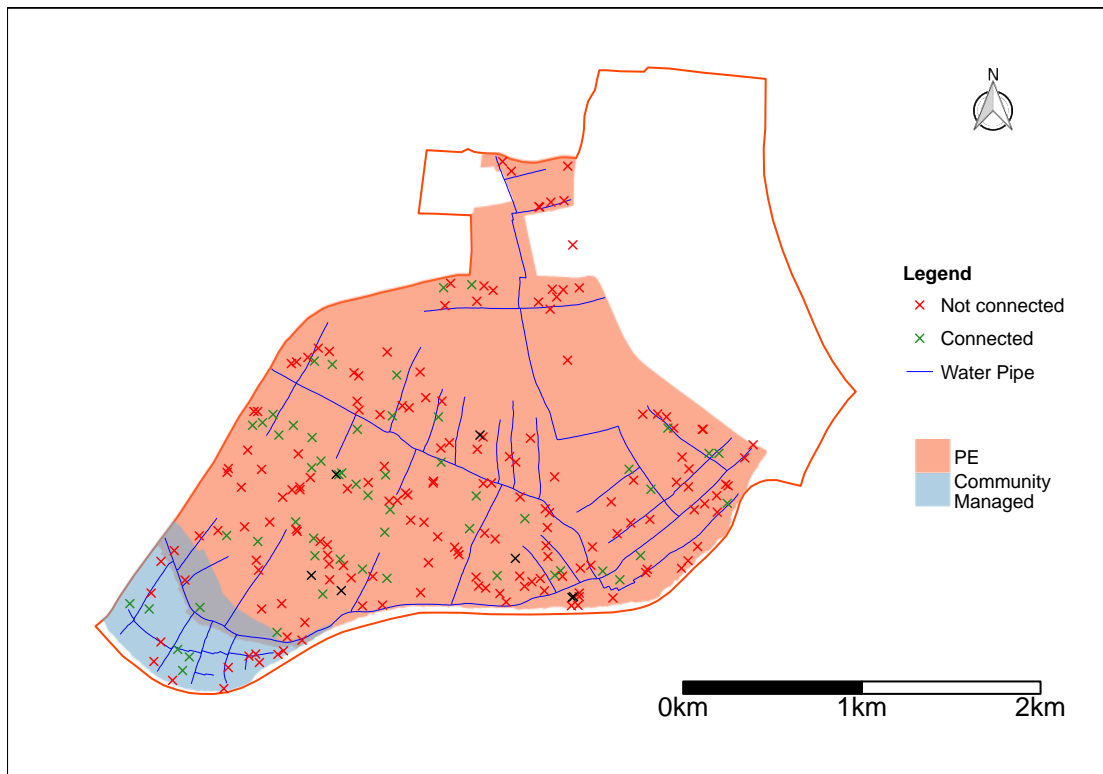 N
Legend
Not connected
Connected
Water Pipe
PE
Community
Managed
0km 1km 2km